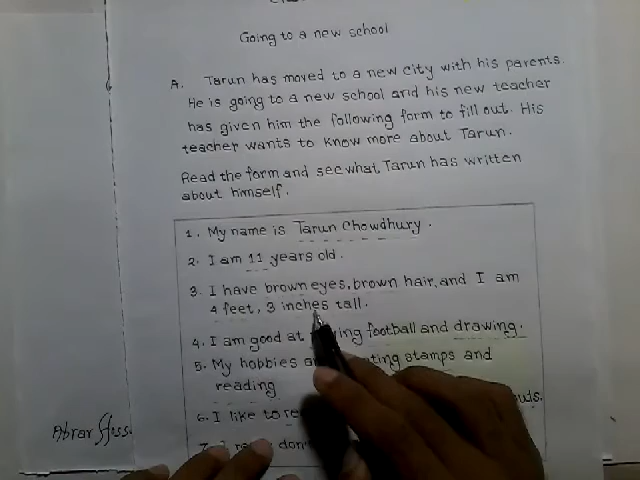 Going to a new school
A. Tarun has moved to a new city with his parents.
He is going to a new school and his new teacher
has given him the following form to fill out. His
teacher wants to know more about Tarun.
Read the form and see what Tarun has written
about himself.
1. My name is Tarun Chowdhury.
2. I am 11 years old.
3. I have brown eyes, brown hair, and I am
4 feet, 3 inches tall.
4. I am good at football and drawing.
5. My hobbies stamps and
reading
6. I like to
7. I don
Abrar